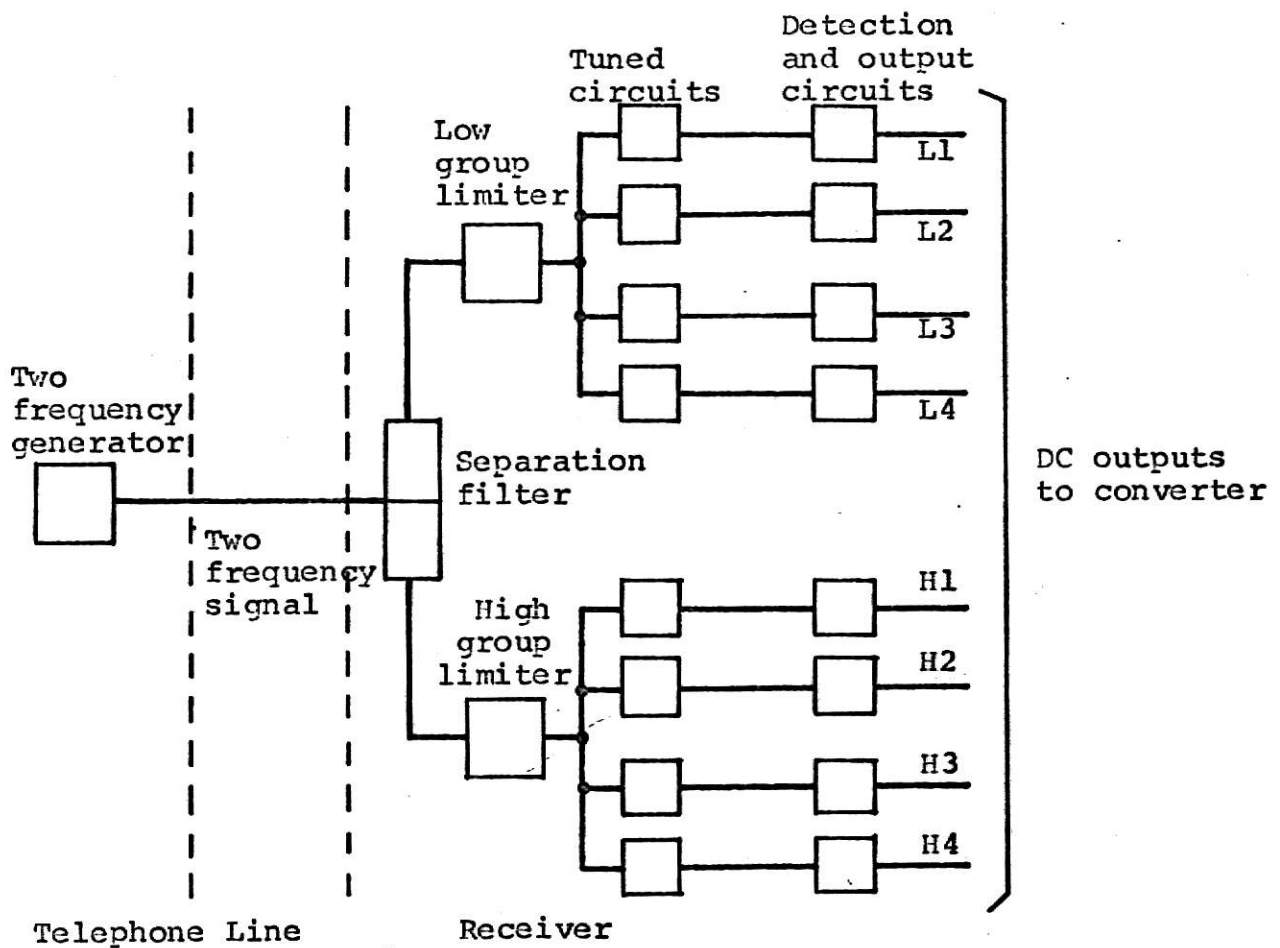 Detection
and output
circuits
Tuned
circuits
Low
group
limiter
L1
L2
L3
L4
Two
frequency
generator
Separation
filter
DC outputs
to converter
Two
frequency
signal
High
group
limiter
H1
H2
H3
H4
Telephone Line
Receiver